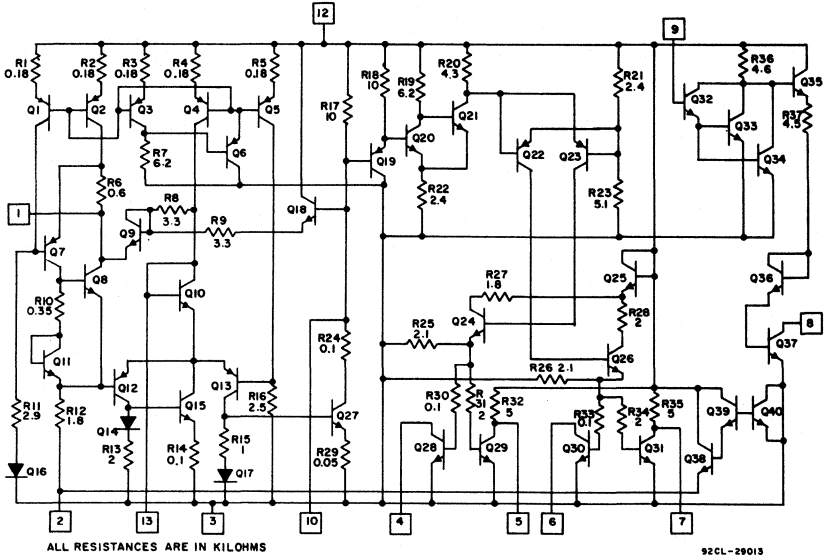 12
9
R1
0.18
R2
0.18
R3
0.18
R4
0.18
R5
0.18
R18
10
R19
6.2
R20
4.3
R21
2.4
R36
4.6
Q35
R17
10
Q1
Q2
Q3
Q4
Q5
Q6
Q20
Q21
Q32
Q33
R37
4.5
R7
6.2
Q19
Q22
Q23
Q34
R6
0.6
R8
3.3
R22
2.4
R23
5.1
1
Q9
R9
3.3
Q18
Q7
Q8
Q10
R27
1.8
Q25
Q36
R10
0.35
R24
0.1
R25
2.1
Q24
R28
2
8
Q11
Q26
Q37
Q12
Q13
R26 2.1
R11
2.9
R12
1.8
Q15
R16
2.5
Q27
R30
0.1
R31
2
R32
5
R33
0.1
R34
2
R35
5
Q39
Q40
Q14
R13
2
R14
0.1
R15
1
R29
0.05
Q28
Q29
Q30
Q31
Q38
Q16
Q17
2
13
3
10
4
5
6
7
ALL RESISTANCES ARE IN KILOHMS
92CL-29013